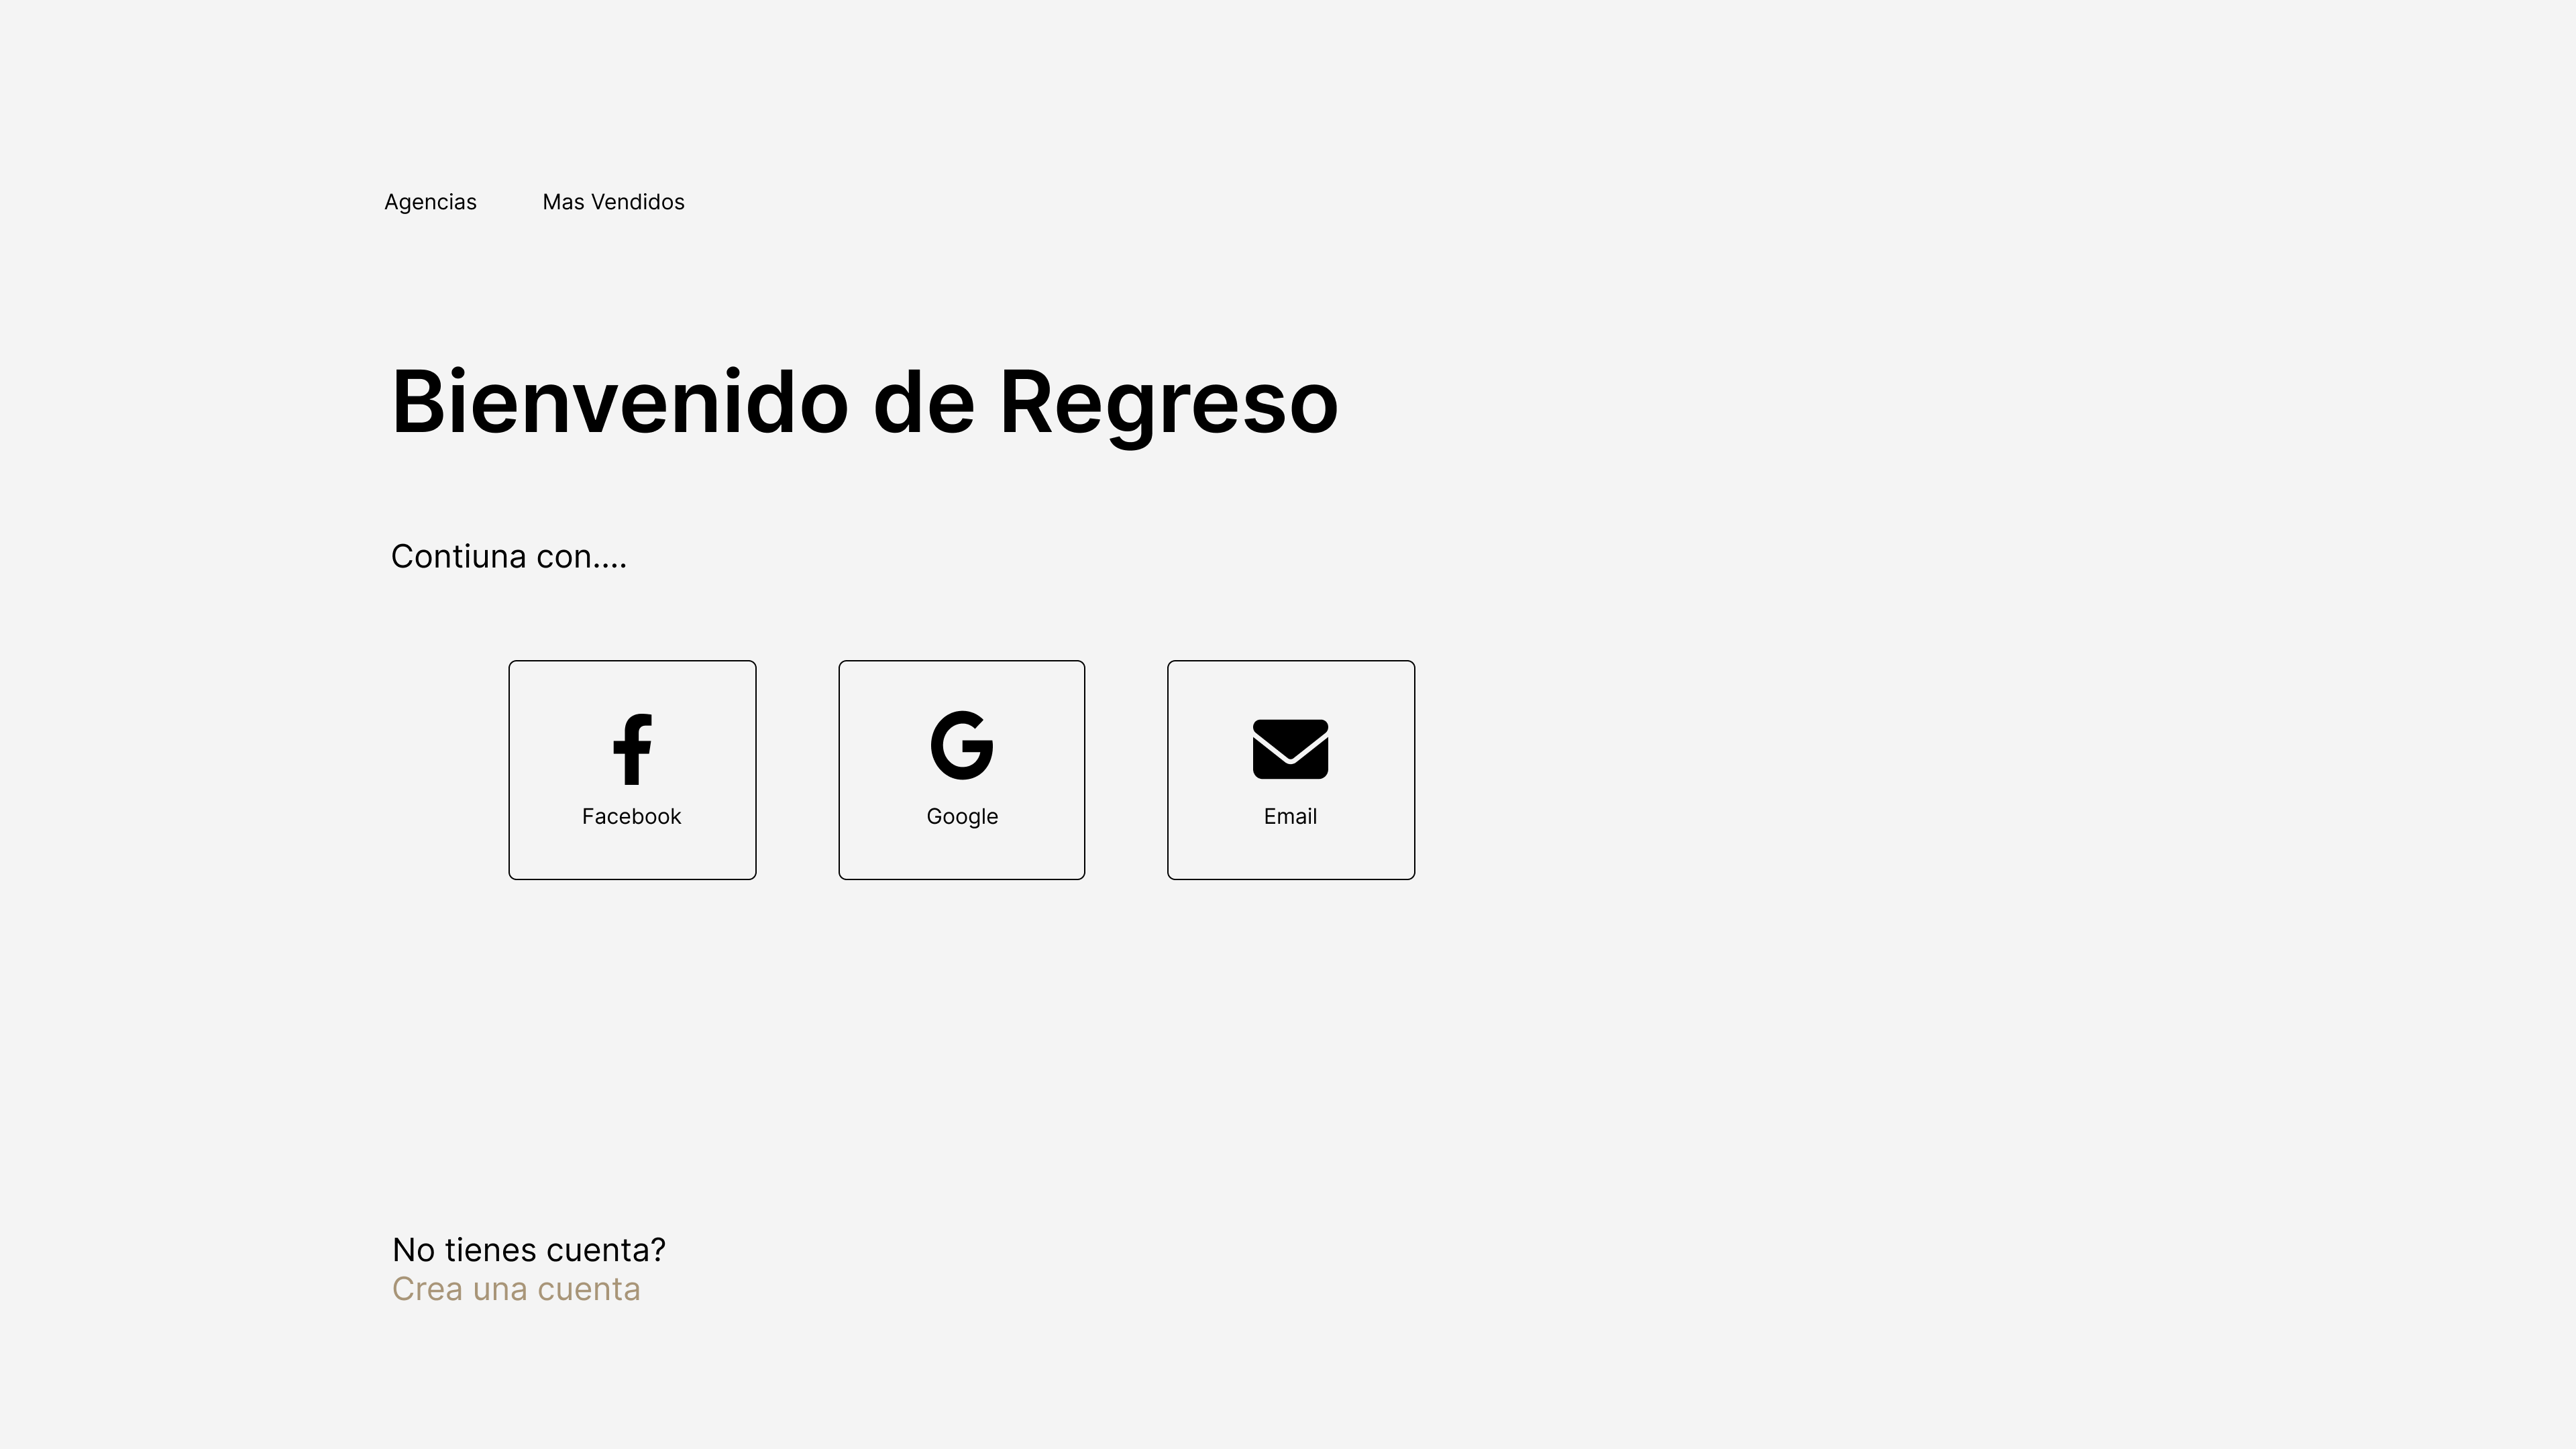 Agencias Mas Vendidos
Bienvenido de Regreso
Contiuna con....
Facebook Google Email
No tienes cuenta?
Crea una cuenta